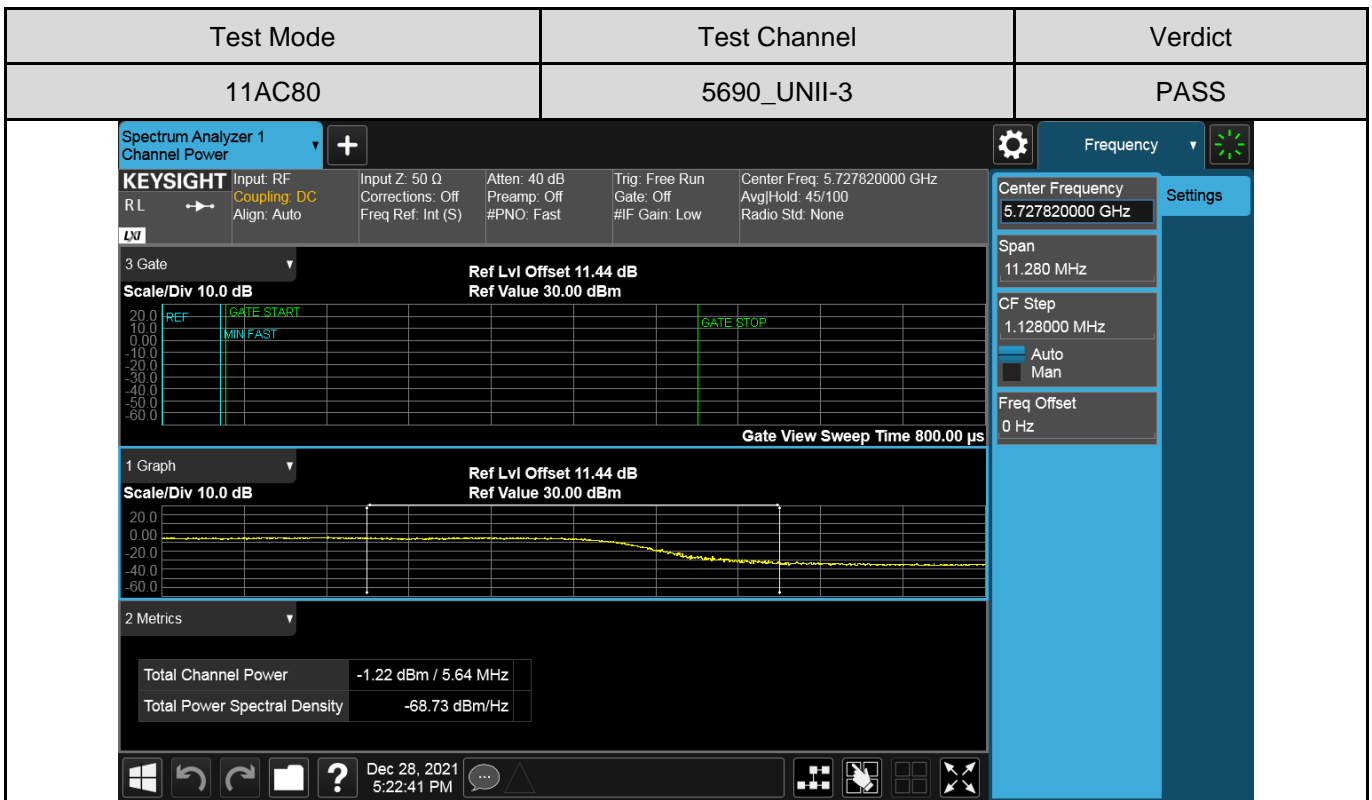 Test Mode Test Channel Verdict
11AC80 5690_UNII-3 PASS
Spectrum Analyzer 1
Channel Power
+
Frequency
KEYSIGHT Input: RF Input Z: 50 Ω Atten: 40 dB Trig: Free Run Center Freq: 5.727820000 GHz
RL Coupling: DC Corrections: Off Preamp: Off Gate: Off Avg|Hold: 45/100
Align: Auto Freq Ref: Int (S) #PNO: Fast #IF Gain: Low Radio Std: None
LXI
Center Frequency
5.727820000 GHz
Settings
Span
11.280 MHz
CF Step
1.128000 MHz
Auto
Man
Freq Offset
0 Hz
3 Gate
Ref Lvl Offset 11.44 dB
Scale/Div 10.0 dB Ref Value 30.00 dBm
20.0 REF GATE START
10.0 GATE STOP
0.00 MIN FAST
-10.0
-20.0
-30.0
-40.0
-50.0
-60.0
Gate View Sweep Time 800.00 µs
1 Graph
Ref Lvl Offset 11.44 dB
Scale/Div 10.0 dB Ref Value 30.00 dBm
20.0
0.00
-20.0
-40.0
-60.0
2 Metrics
Total Channel Power -1.22 dBm / 5.64 MHz
Total Power Spectral Density -68.73 dBm/Hz
? Dec 28, 2021
5:22:41 PM